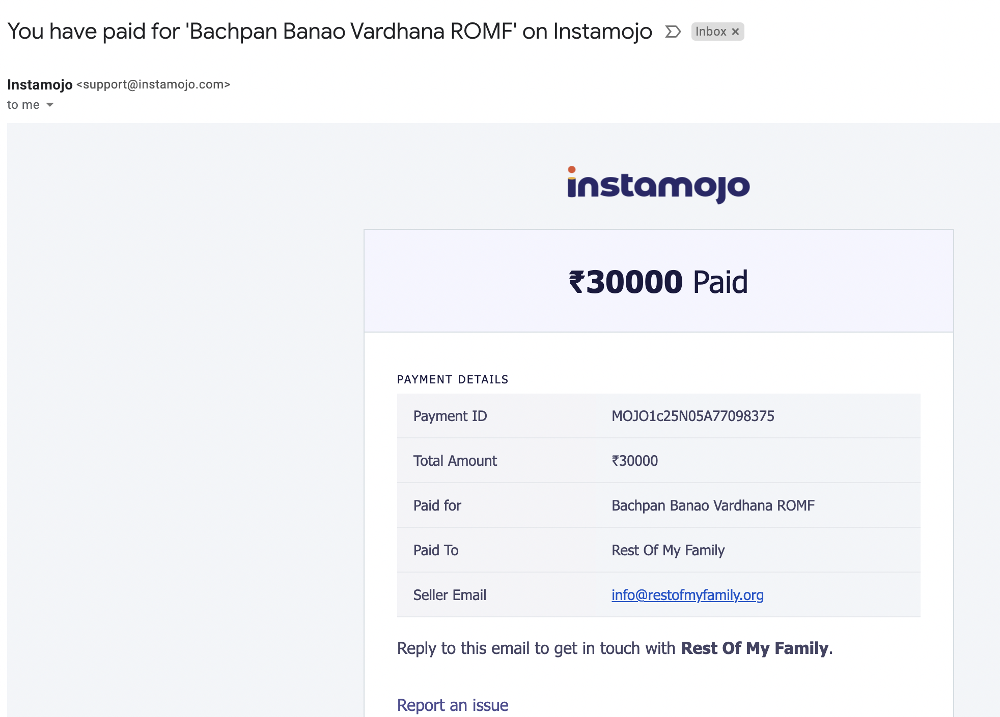 You have paid for 'Bachpan Banao Vardhana ROMF' on Instamojo Inbox ×
Instamojo <support@instamojo.com>
to me
instamojo
₹30000 Paid
PAYMENT DETAILS
Payment ID MOJO1c25N05A77098375
Total Amount ₹30000
Paid for Bachpan Banao Vardhana ROMF
Paid To Rest Of My Family
Seller Email info@restofmyfamily.org
Reply to this email to get in touch with Rest Of My Family.
Report an issue